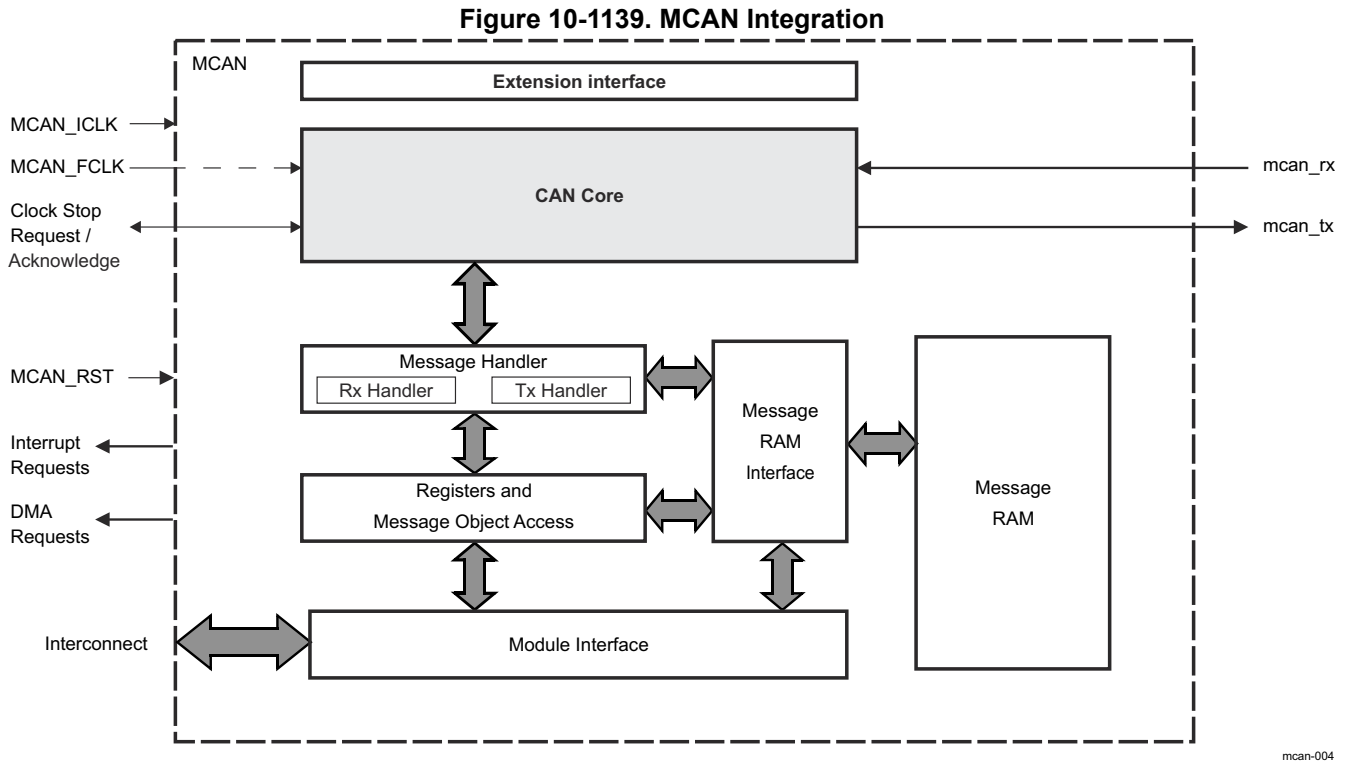 Figure 10-1139. MCAN Integration
MCAN
Extension interface
MCAN_ICLK
MCAN_FCLK
mcan_rx
CAN Core
Clock Stop
Request /
Acknowledge
mcan_tx
Message Handler
Rx Handler
Tx Handler
MCAN_RST
Message
RAM
Interface
Interrupt
Requests
Registers and
Message Object Access
Message
RAM
DMA
Requests
Interconnect
Module Interface
mcan-004